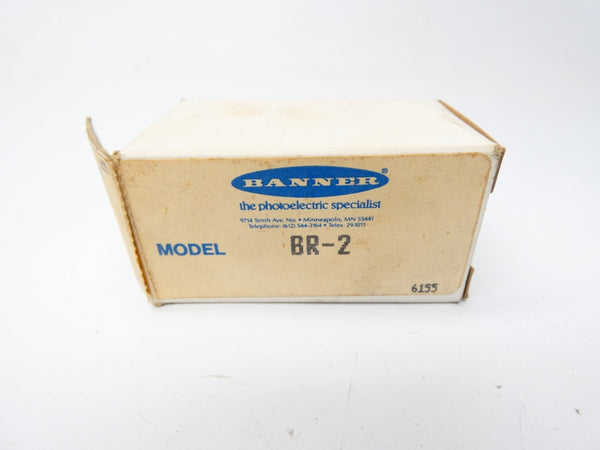 BANNER®
the photoelectric specialist
9714 Tenth Ave. No. • Minneapolis, MN 55441
Telephone: (612) 544-3164 • Telex: 29-1013
MODEL BR-2
6155